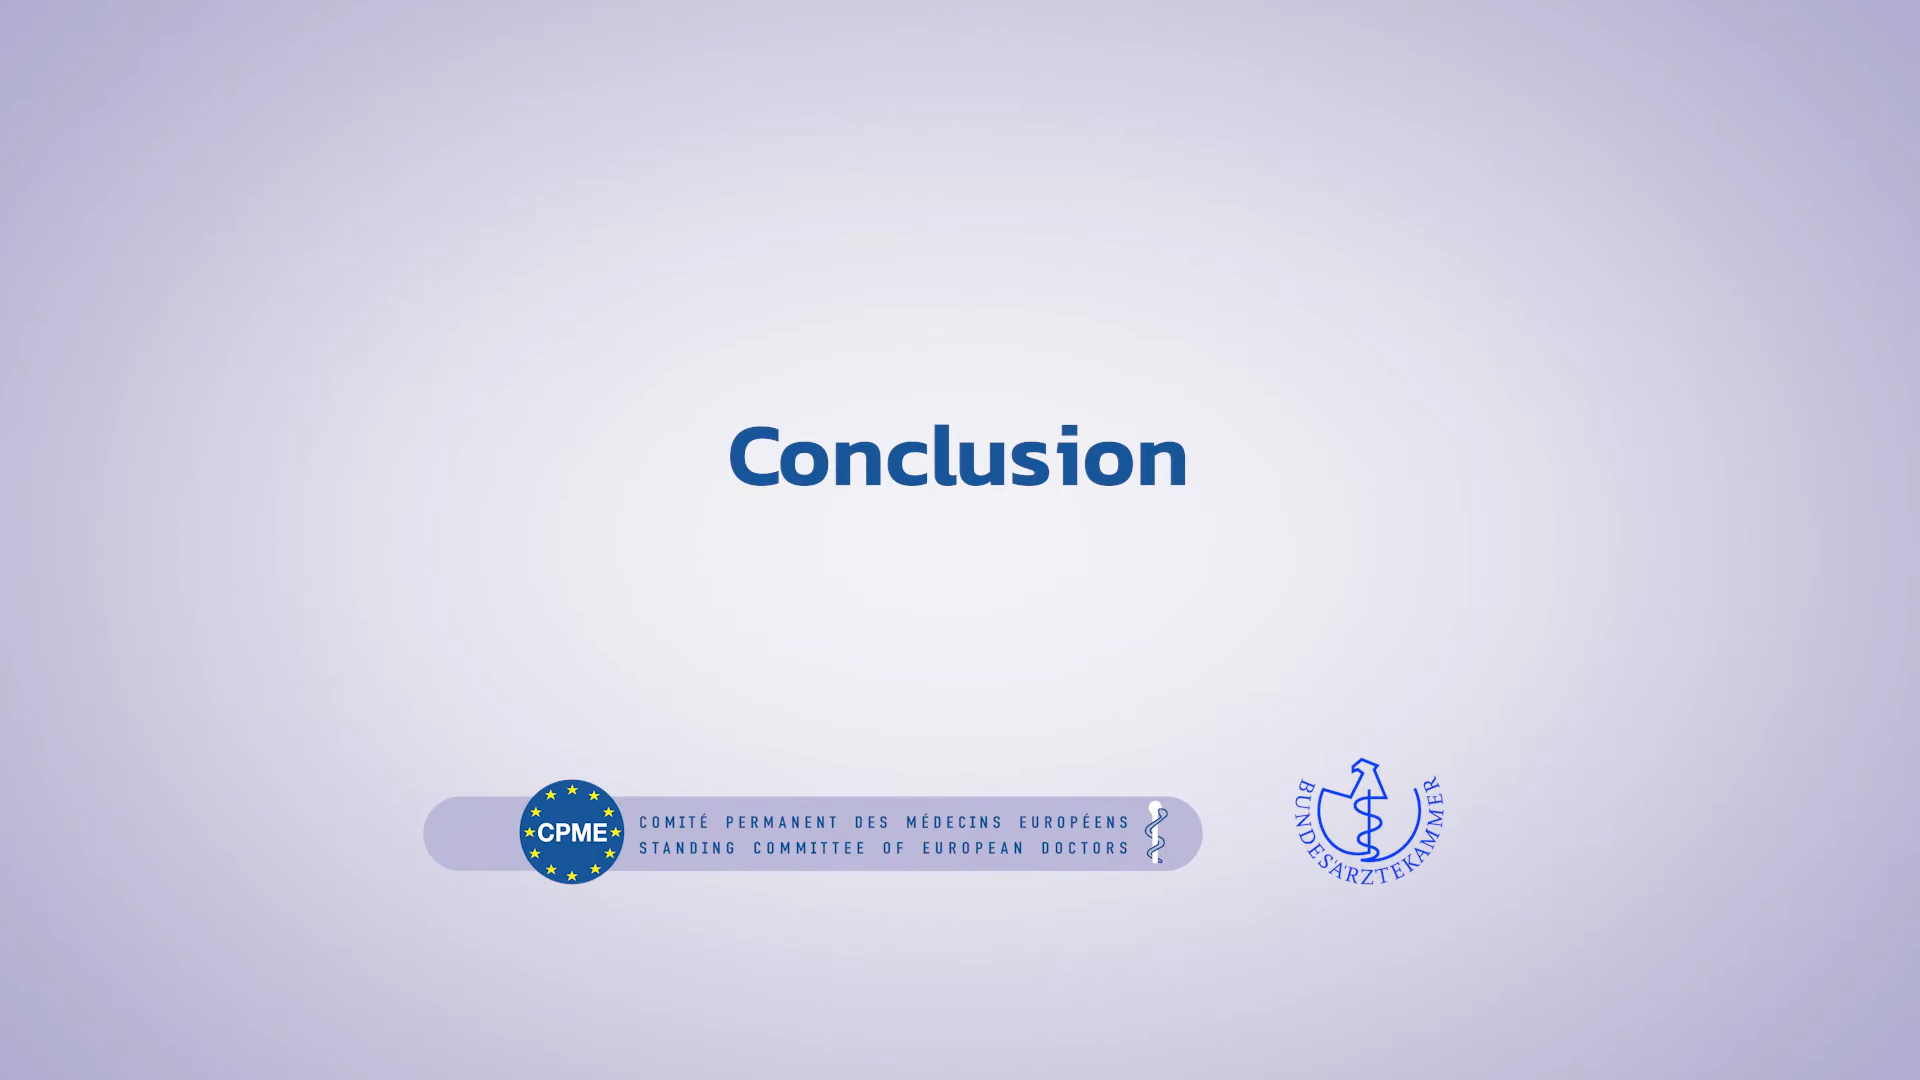 Conclusion
CPME
COMITÉ PERMANENT DES MÉDECINS EUROPÉENS
STANDING COMMITTEE OF EUROPEAN DOCTORS
BUNDESÄRZTEKAMMER